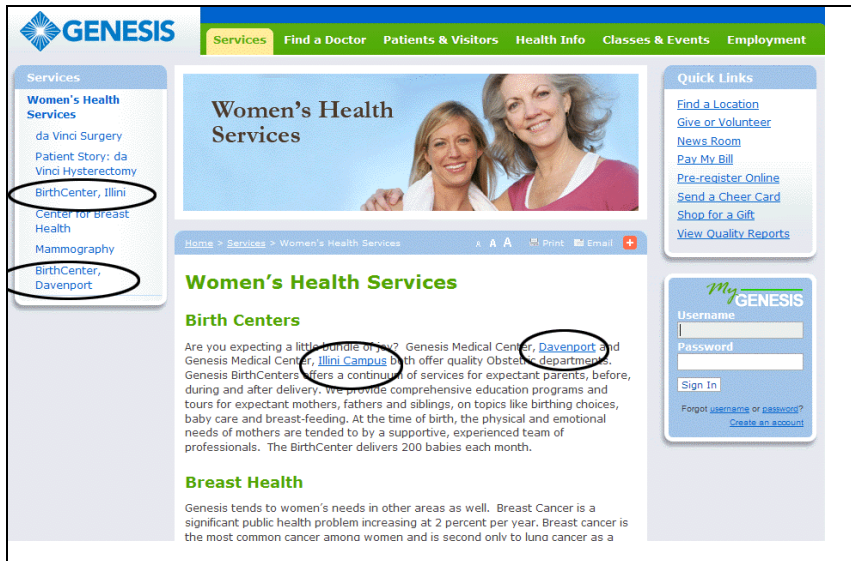 GENESIS
Services
Find a Doctor
Patients & Visitors
Health Info
Classes & Events
Employment
Services
Women's Health
Services
da Vinci Surgery
Patient Story: da
Vinci Hysterectomy
BirthCenter, Illini
Center for Breast
Health
Mammography
BirthCenter,
Davenport
Women's Health
Services
Home > Services > Women's Health Services
A A A
Print
Email
Women's Health Services
Birth Centers
Are you expecting a little bundle of joy? Genesis Medical Center, Davenport and
Genesis Medical Center, Illini Campus both offer quality Obstetric departments.
Genesis BirthCenters offers a continuum of services for expectant parents, before,
during and after delivery. We provide comprehensive education programs and
tours for expectant mothers, fathers and siblings, on topics like birthing choices,
baby care and breast-feeding. At the time of birth, the physical and emotional
needs of mothers are tended to by a supportive, experienced team of
professionals. The BirthCenter delivers 200 babies each month.
Breast Health
Genesis tends to women's needs in other areas as well. Breast Cancer is a
significant public health problem increasing at 2 percent per year. Breast cancer is
the most common cancer among women and is second only to lung cancer as a
Quick Links
Find a Location
Give or Volunteer
News Room
Pay My Bill
Pre-register Online
Send a Cheer Card
Shop for a Gift
View Quality Reports
My
GENESIS
Username
Password
Sign In
Forgot username or password?
Create an account